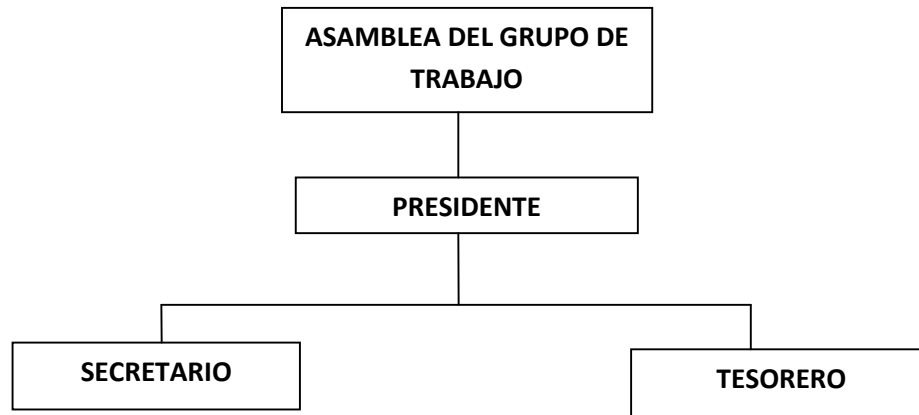 ASAMBLEA DEL GRUPO DE
TRABAJO
PRESIDENTE
SECRETARIO
TESORERO